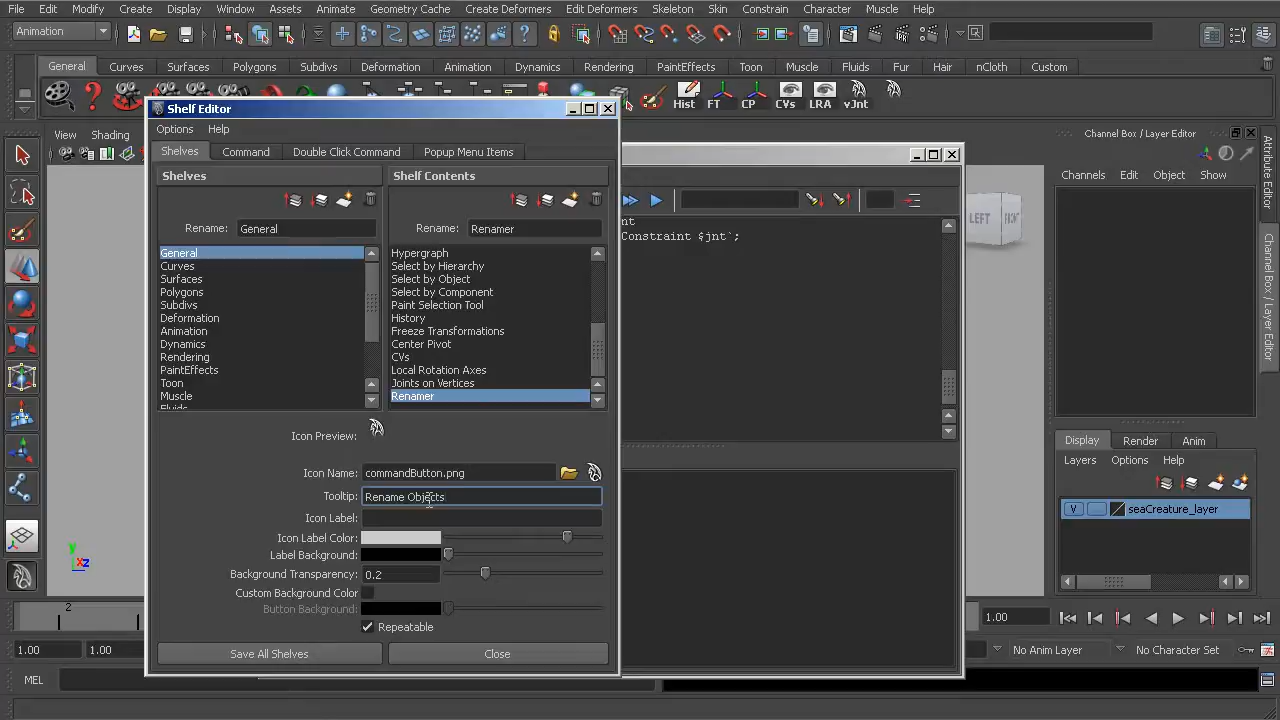 File Edit Modify Create Display Window Assets Animate Geometry Cache Create Deformers Edit Deformers Skeleton Skin Constrain Character Muscle Help
Animation
General Curves Surfaces Polygons Subdivs Deformation Animation Dynamics Rendering PaintEffects Toon Muscle Fluids Fur Hair nCloth Custom
Hist FT CP CVs LRA vJnt
Shelf Editor
View Shading
Options Help
Shelves Command Double Click Command Popup Menu Items
Shelves Shelf Contents
Rename: General Rename: Renamer
General
Curves
Surfaces
Polygons
Subdivs
Deformation
Animation
Dynamics
Rendering
PaintEffects
Toon
Muscle
Fluids
Hypergraph
Select by Hierarchy
Select by Object
Select by Component
Paint Selection Tool
History
Freeze Transformations
Center Pivot
CVs
Local Rotation Axes
Joints on Vertices
Renamer
Icon Preview:
Icon Name: commandButton.png
Tooltip: Rename Objects
Icon Label:
Icon Label Color:
Label Background:
Background Transparency: 0.2
Custom Background Color
Button Background:
Repeatable
Save All Shelves Close
nt
Constraint $jnt`;
LEFT
Channel Box / Layer Editor
Channels Edit Object Show
Attribute Editor
Channel Box / Layer Editor
Display Render Anim
Layers Options Help
V seaCreature_layer
y
xz
2
1.00
1.00 1.00 No Anim Layer No Character Set
MEL